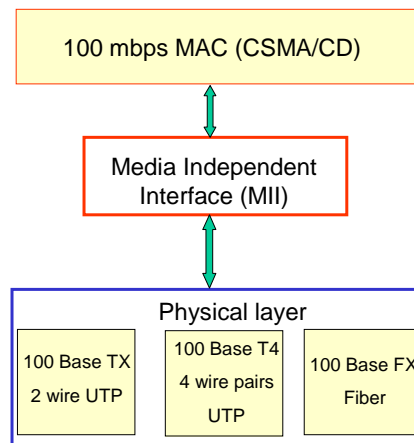 100 mbps MAC (CSMA/CD)
Media Independent
Interface (MII)
Physical layer
100 Base TX
2 wire UTP
100 Base T4
4 wire pairs
UTP
100 Base FX
Fiber